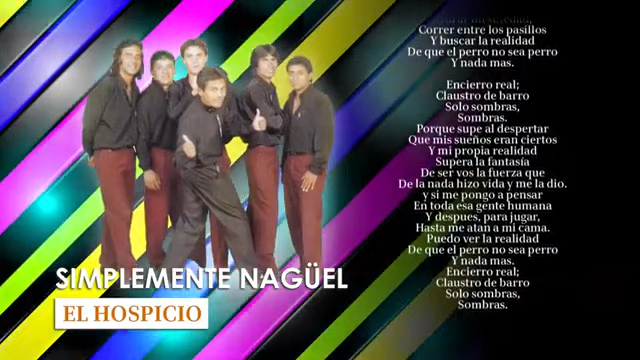 Correr entre los pasillos
Y buscar la realidad
De que el perro no sea perro
Y nada mas.
Encierro real;
Claustro de barro
Solo sombras,
Sombras.
Porque supe al despertar
Que mis sueños eran ciertos
Y mi propia realidad
Supera la fantasía
De ser vos la fuerza que
De la nada hizo vida y me la dio.
y si me pongo a pensar
En toda esa gente humana
Y despues, para jugar,
Hasta me atan a mi cama.
Puedo ver la realidad
De que el perro no sea perro
Y nada mas.
Encierro real;
Claustro de barro
Solo sombras,
Sombras.
SIMPLEMENTE NAGÜEL
EL HOSPICIO